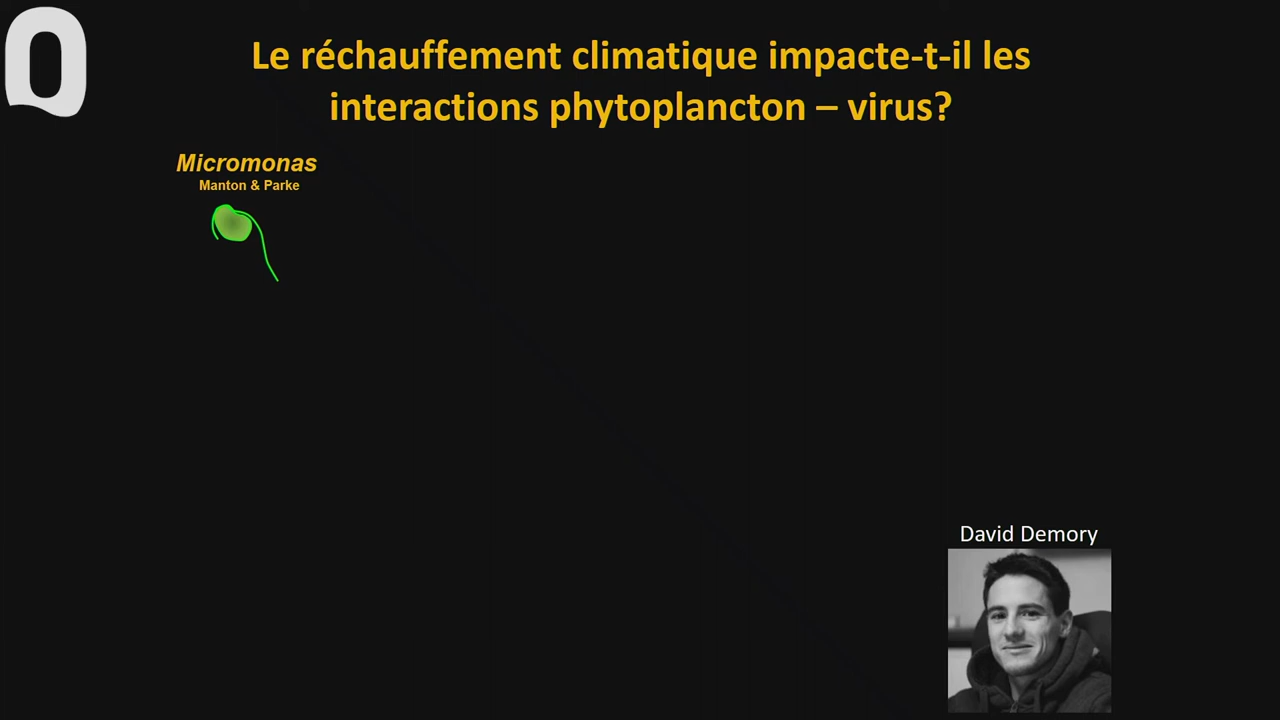 Q
Le réchauffement climatique impacte-t-il les
interactions phytoplancton – virus?
Micromonas
Manton & Parke
David Demory